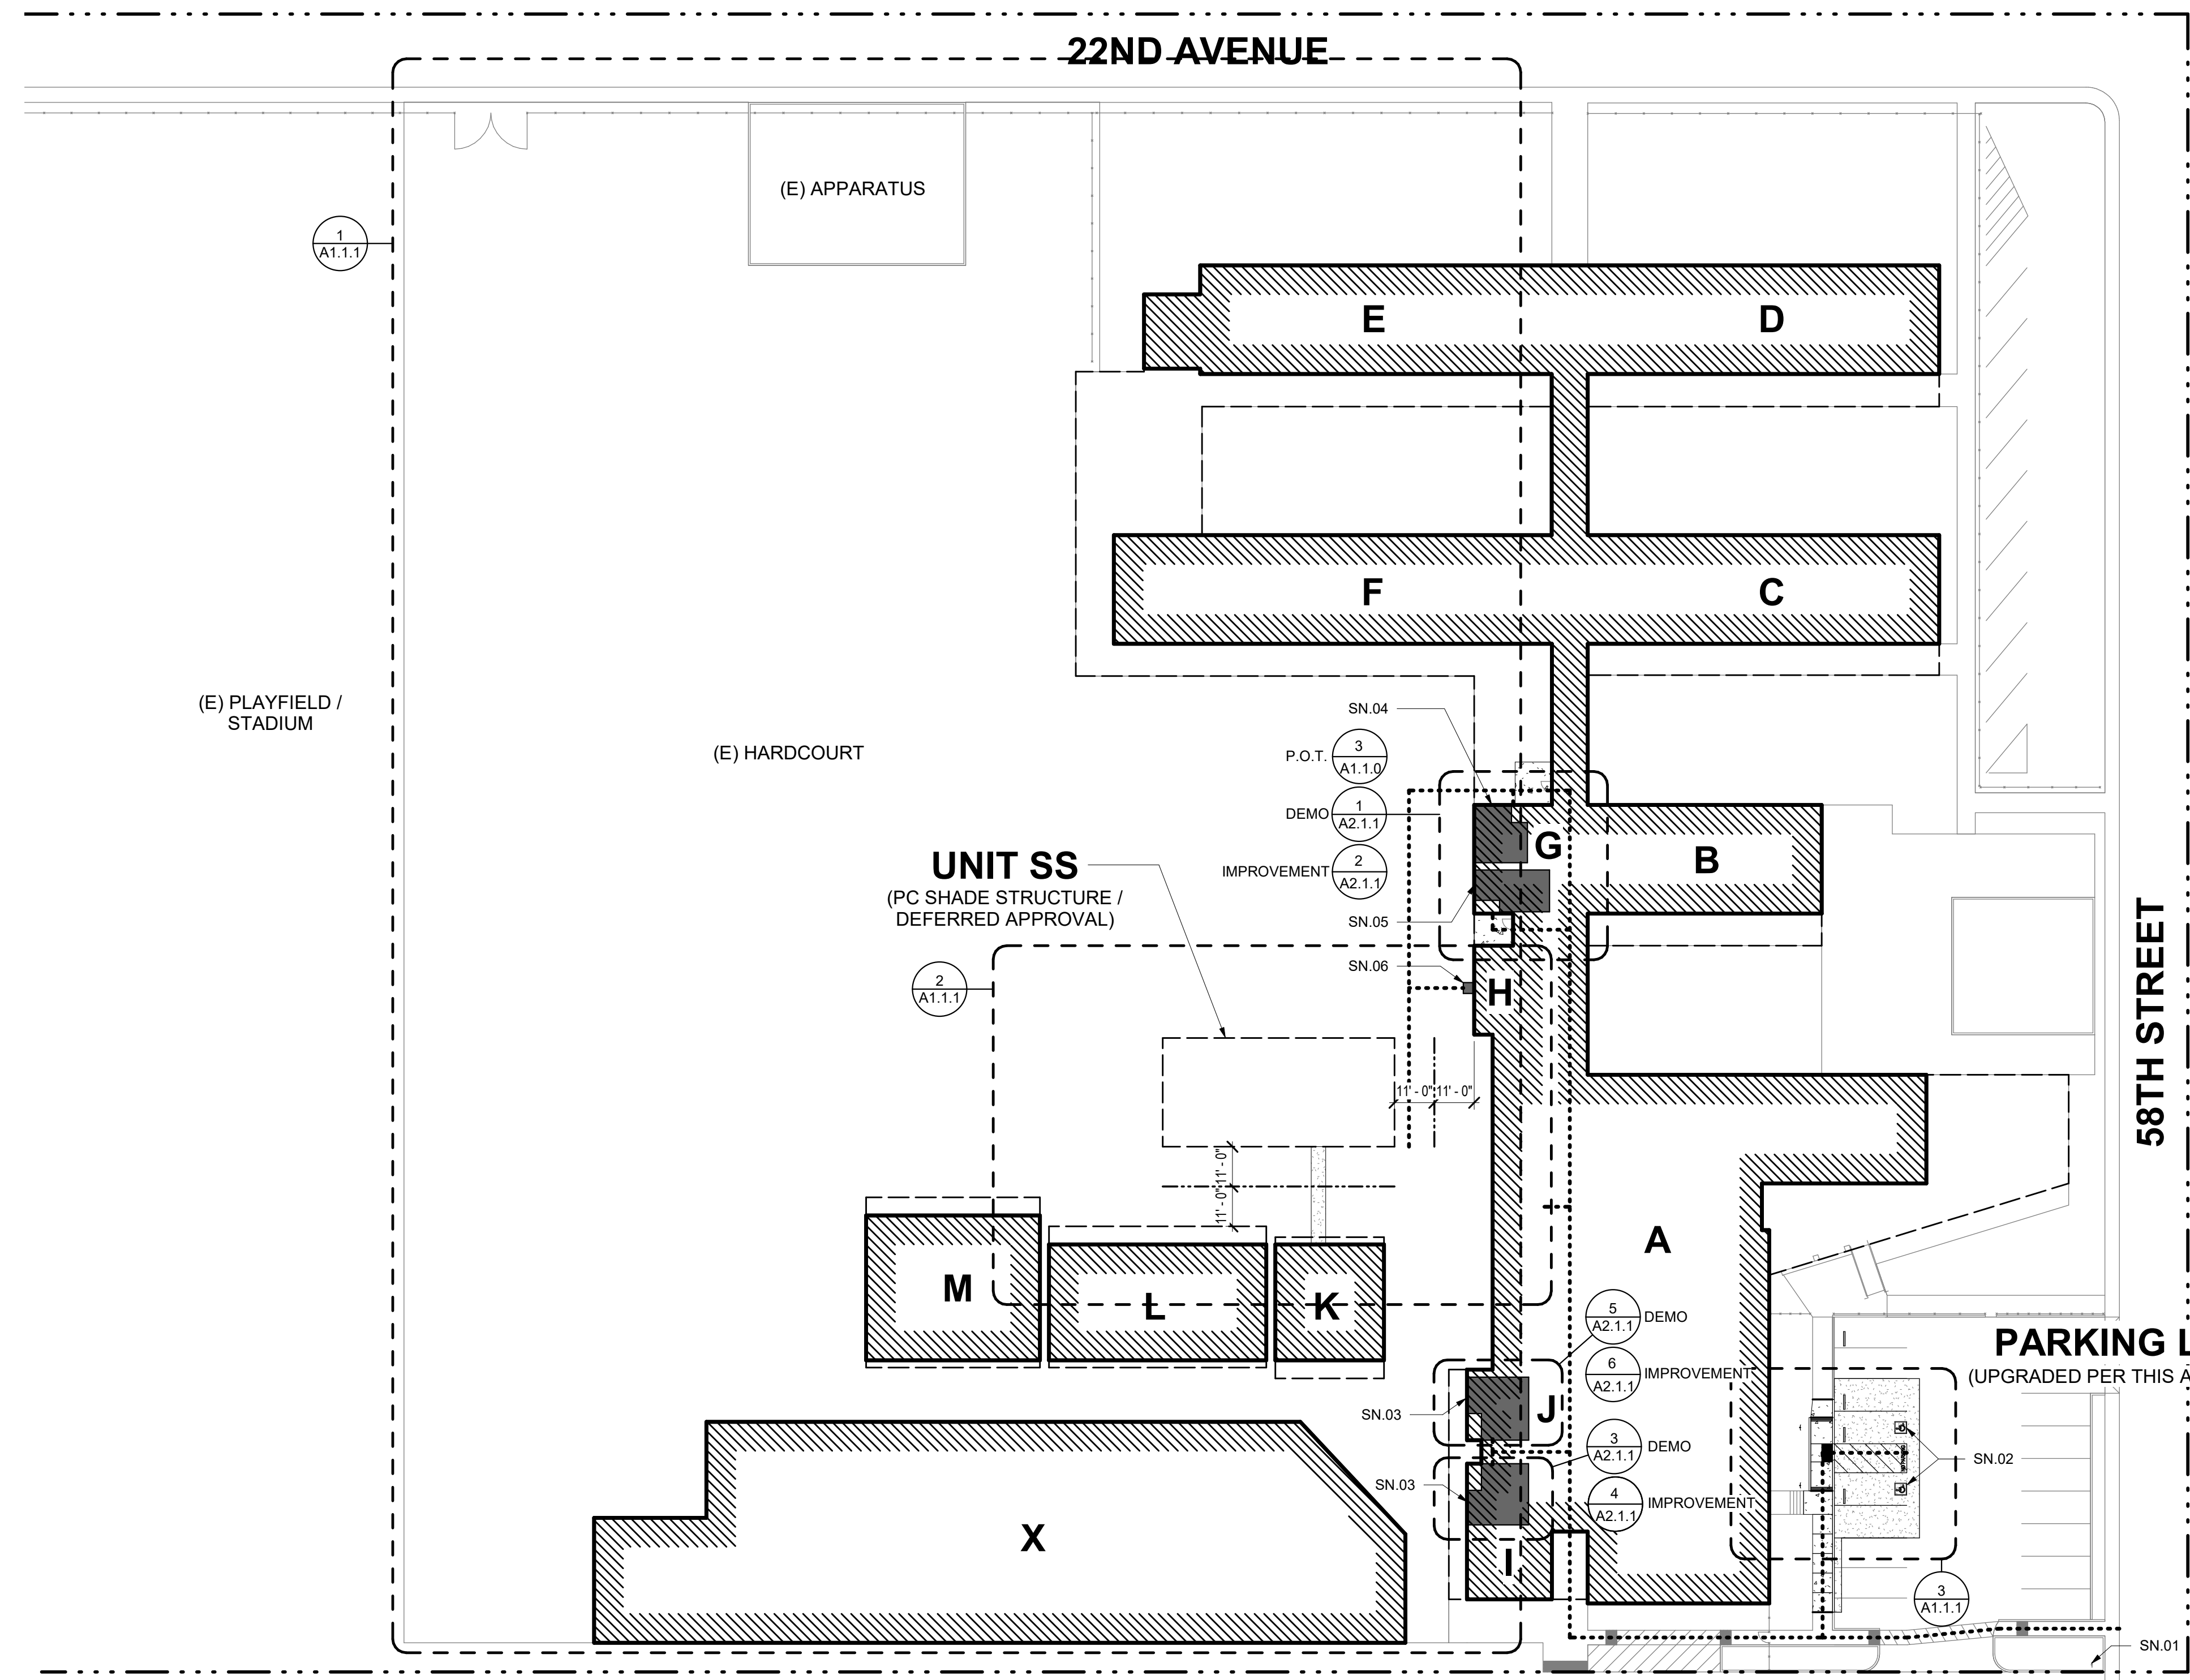 22ND AVENUE
(E) APPARATUS
1
A1.1.1
E
D
F
C
(E) PLAYFIELD /
STADIUM
(E) HARDCOURT
SN.04
P.O.T.
3
A1.1.0
DEMO
1
A2.1.1
IMPROVEMENT
2
A2.1.1
SN.05
G
B
UNIT SS
(PC SHADE STRUCTURE /
DEFERRED APPROVAL)
SN.06
H
2
A1.1.1
58TH STREET
11' - 0"
11' - 0"
11' - 0"
11' - 0"
A
M
L
K
5
A2.1.1
DEMO
6
A2.1.1
IMPROVEMENT
PARKING L
(UPGRADED PER THIS A
SN.03
J
3
A2.1.1
DEMO
SN.02
SN.03
4
A2.1.1
IMPROVEMENT
X
I
3
A1.1.1
SN.01